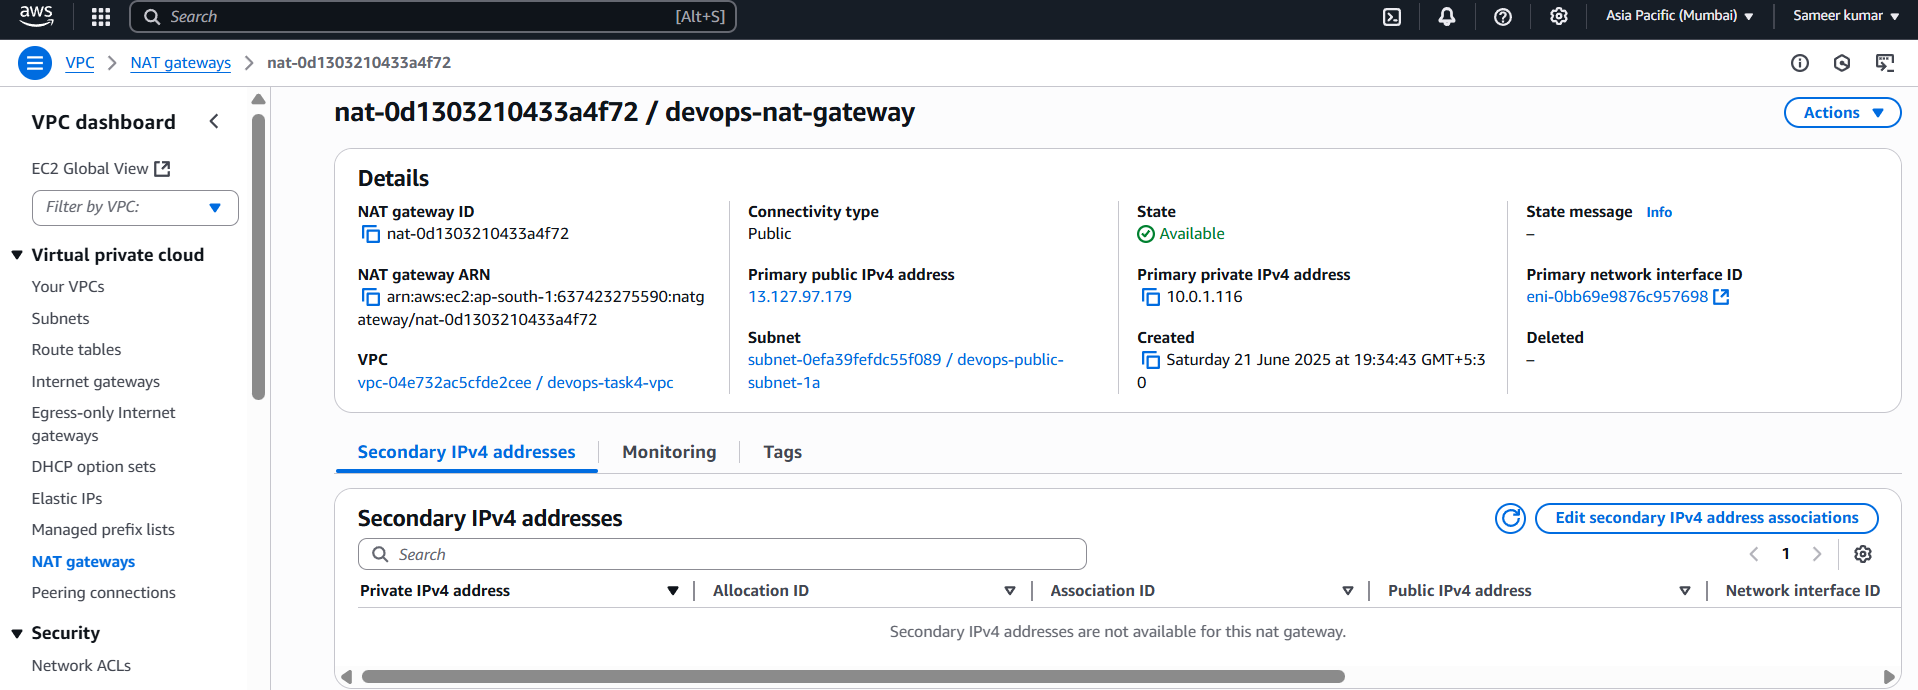 aws
Search
[Alt+S]
Asia Pacific (Mumbai)
Sameer kumar
VPC
NAT gateways
nat-0d1303210433a4f72
VPC dashboard
EC2 Global View
Filter by VPC:
Virtual private cloud
Your VPCs
Subnets
Route tables
Internet gateways
Egress-only Internet
gateways
DHCP option sets
Elastic IPs
Managed prefix lists
NAT gateways
Peering connections
Security
Network ACLs
nat-0d1303210433a4f72 / devops-nat-gateway
Actions
Details
NAT gateway ID
nat-0d1303210433a4f72
NAT gateway ARN
arn:aws:ec2:ap-south-1:637423275590:natg
ateway/nat-0d1303210433a4f72
VPC
vpc-04e732ac5cfde2cee / devops-task4-vpc
Connectivity type
Public
Primary public IPv4 address
13.127.97.179
Subnet
subnet-0efa39fefdc55f089 / devops-public-
subnet-1a
State
Available
Primary private IPv4 address
10.0.1.116
Created
Saturday 21 June 2025 at 19:34:43 GMT+5:3
0
State message Info
–
Primary network interface ID
eni-0bb69e9876c957698
Deleted
–
Secondary IPv4 addresses
Monitoring
Tags
Secondary IPv4 addresses
Edit secondary IPv4 address associations
Search
1
Private IPv4 address
Allocation ID
Association ID
Public IPv4 address
Network interface ID
Secondary IPv4 addresses are not available for this nat gateway.